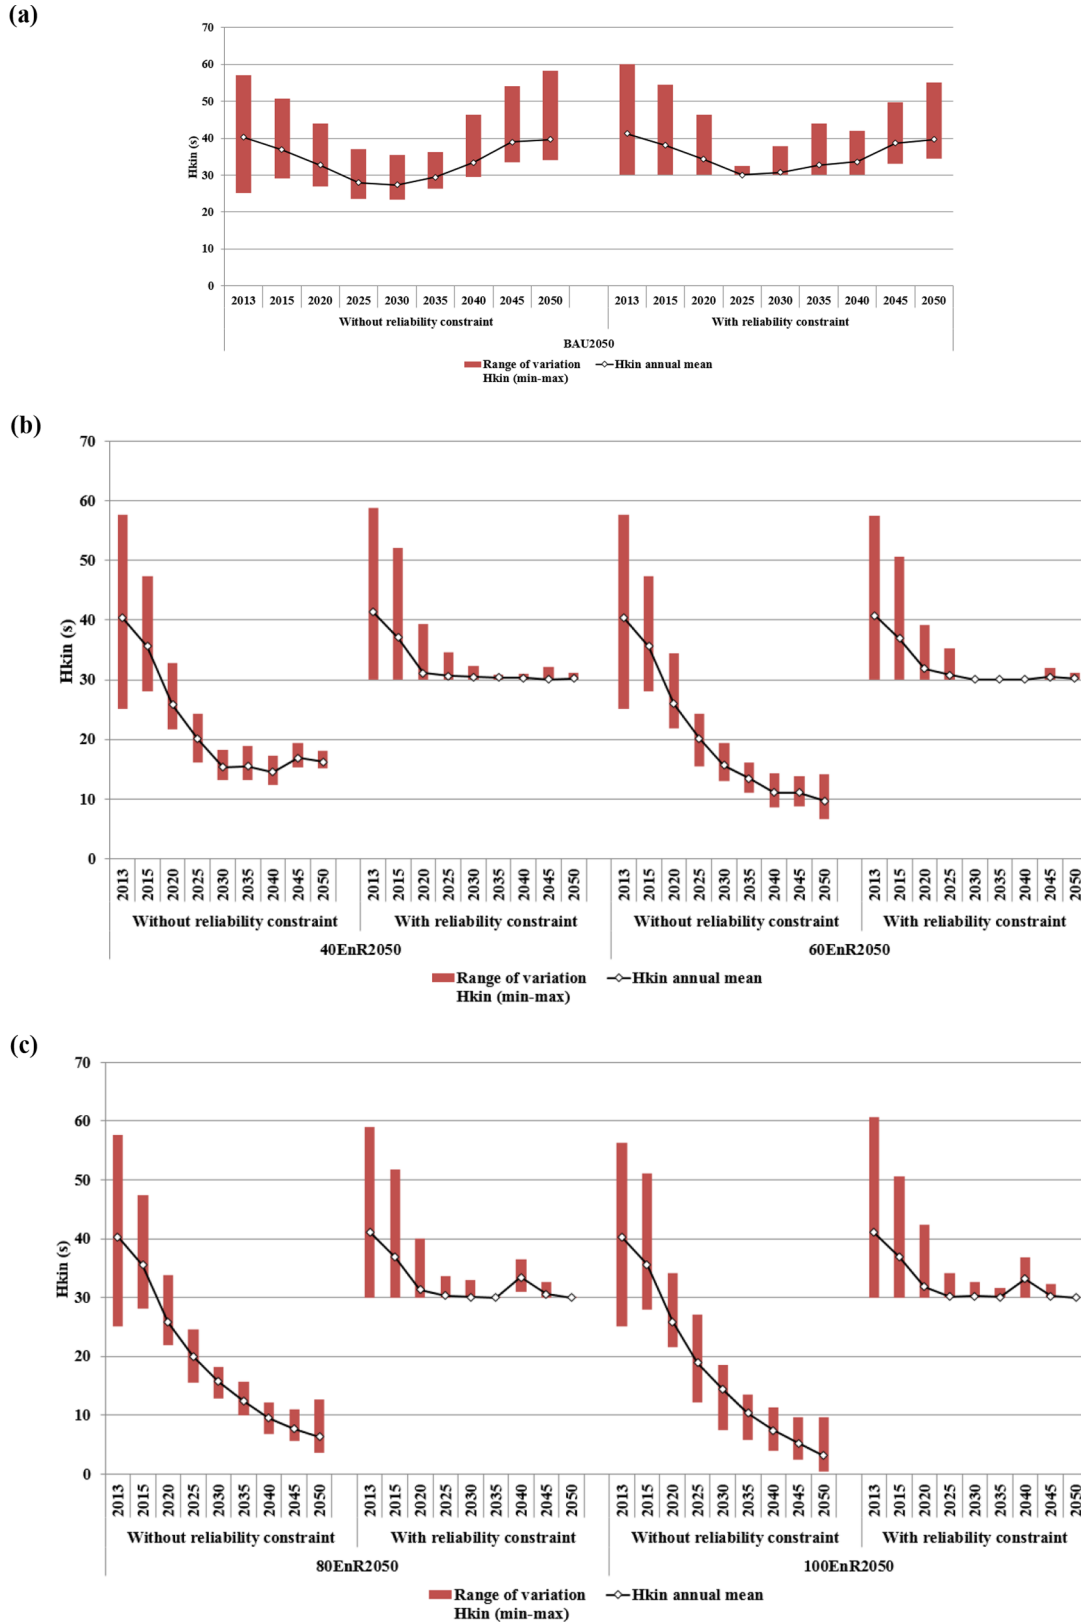 (a)
70
60
50
40
30
20
10
0
Hkin (s)
2013 2015 2020 2025 2030 2035 2040 2045 2050 2013 2015 2020 2025 2030 2035 2040 2045 2050
Without reliability constraint With reliability constraint
BAU2050
Range of variation Hkin annual mean
Hkin (min-max)
(b)
70
60
50
40
30
20
10
0
Hkin (s)
2013 2015 2020 2025 2030 2035 2040 2045 2050 2013 2015 2020 2025 2030 2035 2040 2045 2050 2013 2015 2020 2025 2030 2035 2040 2045 2050 2013 2015 2020 2025 2030 2035 2040 2045 2050
Without reliability constraint With reliability constraint Without reliability constraint With reliability constraint
40EnR2050 60EnR2050
Range of variation Hkin annual mean
Hkin (min-max)
(c)
70
60
50
40
30
20
10
0
Hkin (s)
2013 2015 2020 2025 2030 2035 2040 2045 2050 2013 2015 2020 2025 2030 2035 2040 2045 2050 2013 2015 2020 2025 2030 2035 2040 2045 2050 2013 2015 2020 2025 2030 2035 2040 2045 2050
Without reliability constraint With reliability constraint Without reliability constraint With reliability constraint
80EnR2050 100EnR2050
Range of variation Hkin annual mean
Hkin (min-max)